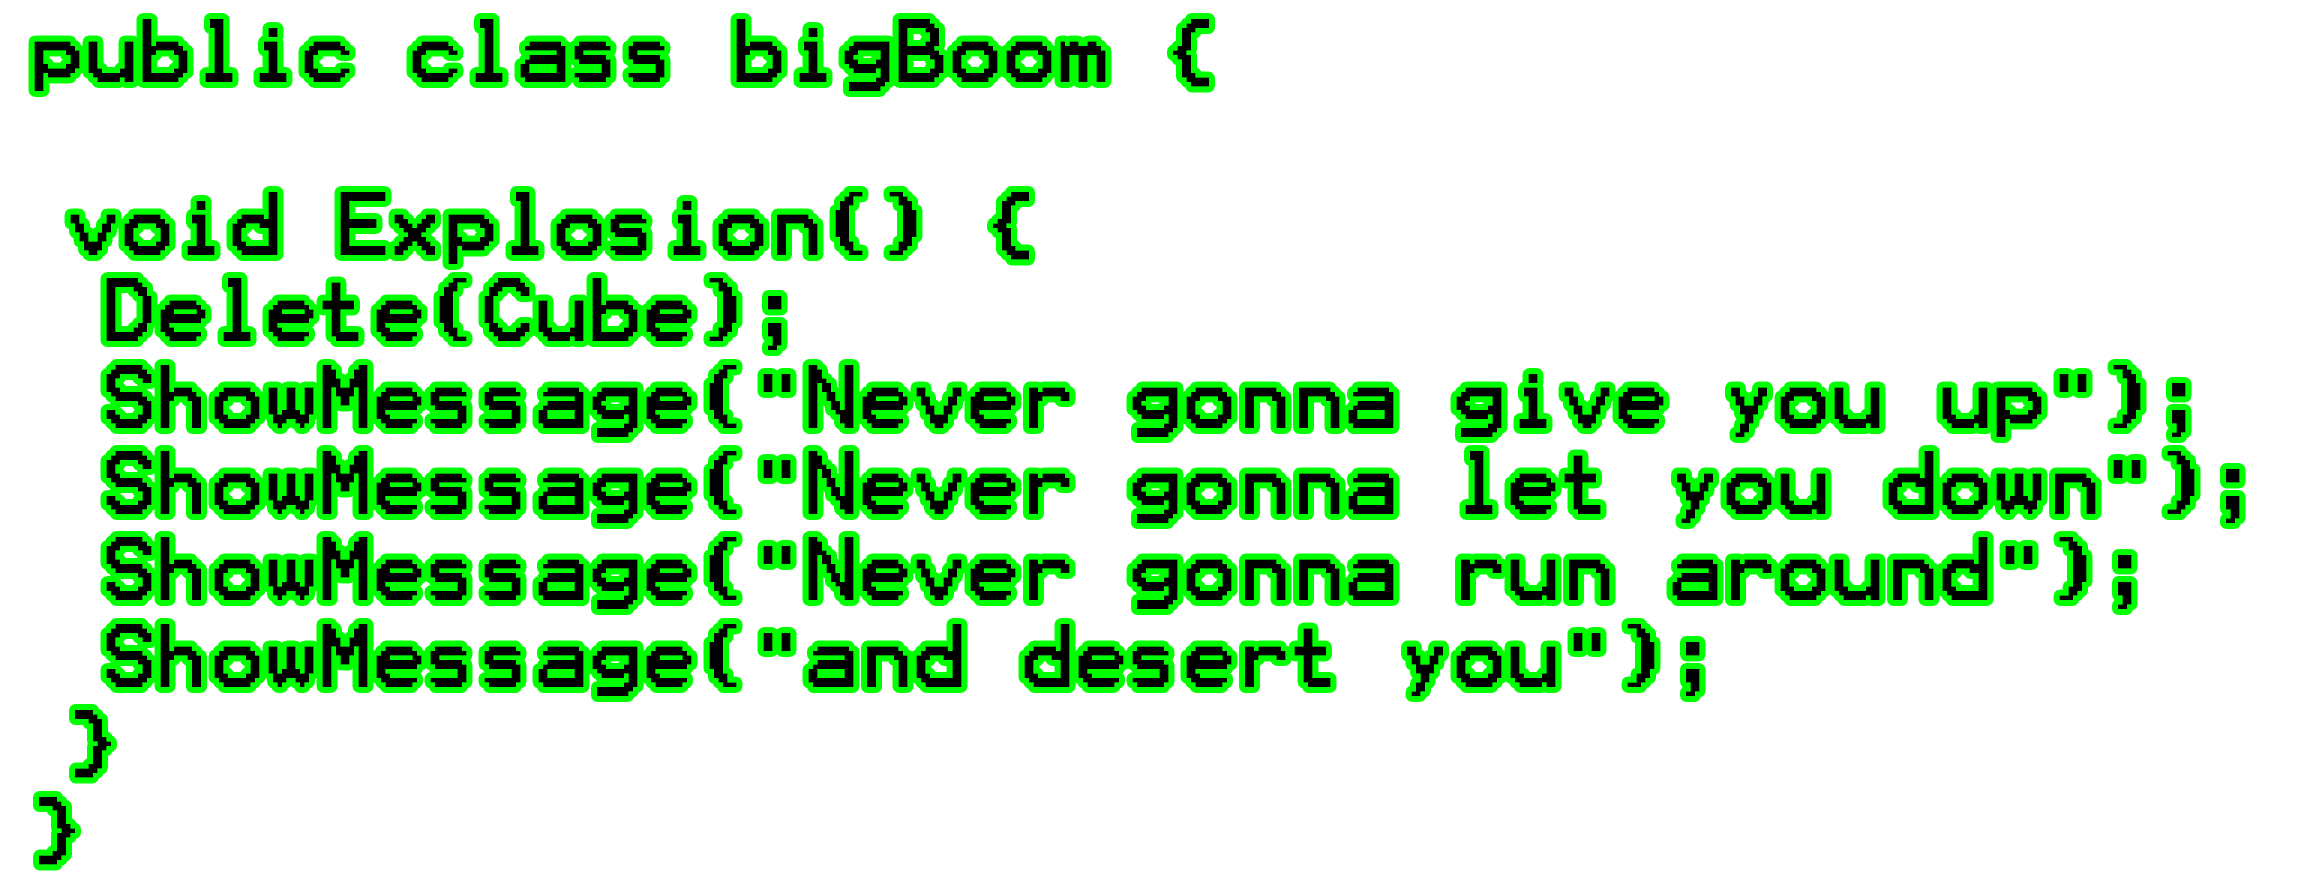 public class bigBoom {
void Explosion() {
Delete(Cube);
ShowMessage("Never gonna give you up");
ShowMessage("Never gonna let you down");
ShowMessage("Never gonna run around");
ShowMessage("and desert you");
}
}